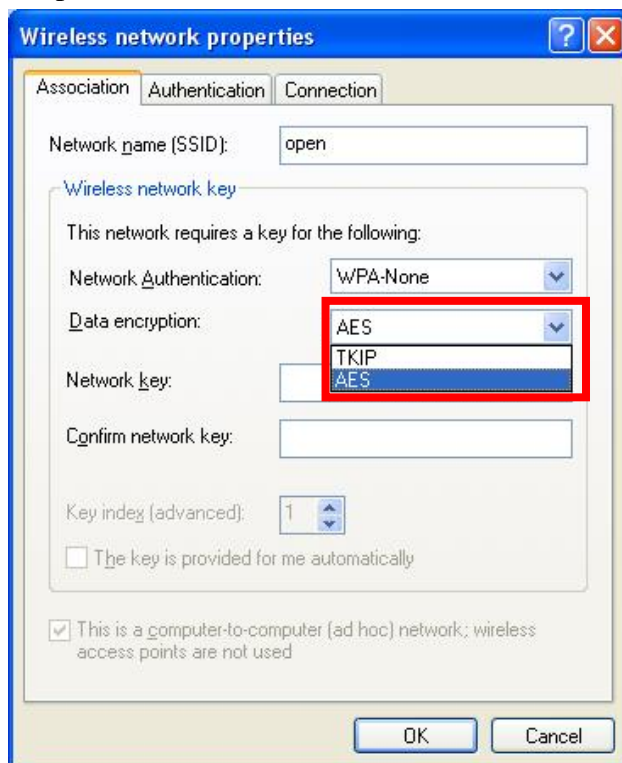 Wireless network properties
Association Authentication Connection
Network name (SSID): open
Wireless network key
This network requires a key for the following:
Network Authentication: WPA-None
Data encryption: AES
TKIP
AES
Network key:
Confirm network key:
Key index (advanced): 1
The key is provided for me automatically
This is a computer-to-computer (ad hoc) network; wireless
access points are not used
OK Cancel